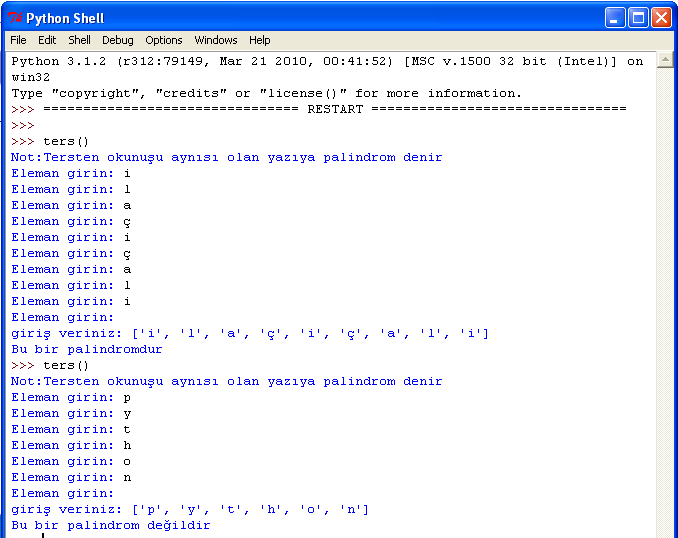 Python Shell
File Edit Shell Debug Options Windows Help
Python 3.1.2 (r312:79149, Mar 21 2010, 00:41:52) [MSC v.1500 32 bit (Intel)] on
win32
Type "copyright", "credits" or "license()" for more information.
>>> ================================ RESTART ================================
>>>
>>> ters()
Not:Tersten okunuşu aynısı olan yazıya palindrom denir
Eleman girin: i
Eleman girin: l
Eleman girin: a
Eleman girin: ç
Eleman girin: i
Eleman girin: ç
Eleman girin: a
Eleman girin: l
Eleman girin: i
Eleman girin:
giriş veriniz: ['i', 'l', 'a', 'ç', 'i', 'ç', 'a', 'l', 'i']
Bu bir palindromdur
>>> ters()
Not:Tersten okunuşu aynısı olan yazıya palindrom denir
Eleman girin: p
Eleman girin: y
Eleman girin: t
Eleman girin: h
Eleman girin: o
Eleman girin: n
Eleman girin:
giriş veriniz: ['p', 'y', 't', 'h', 'o', 'n']
Bu bir palindrom değildir